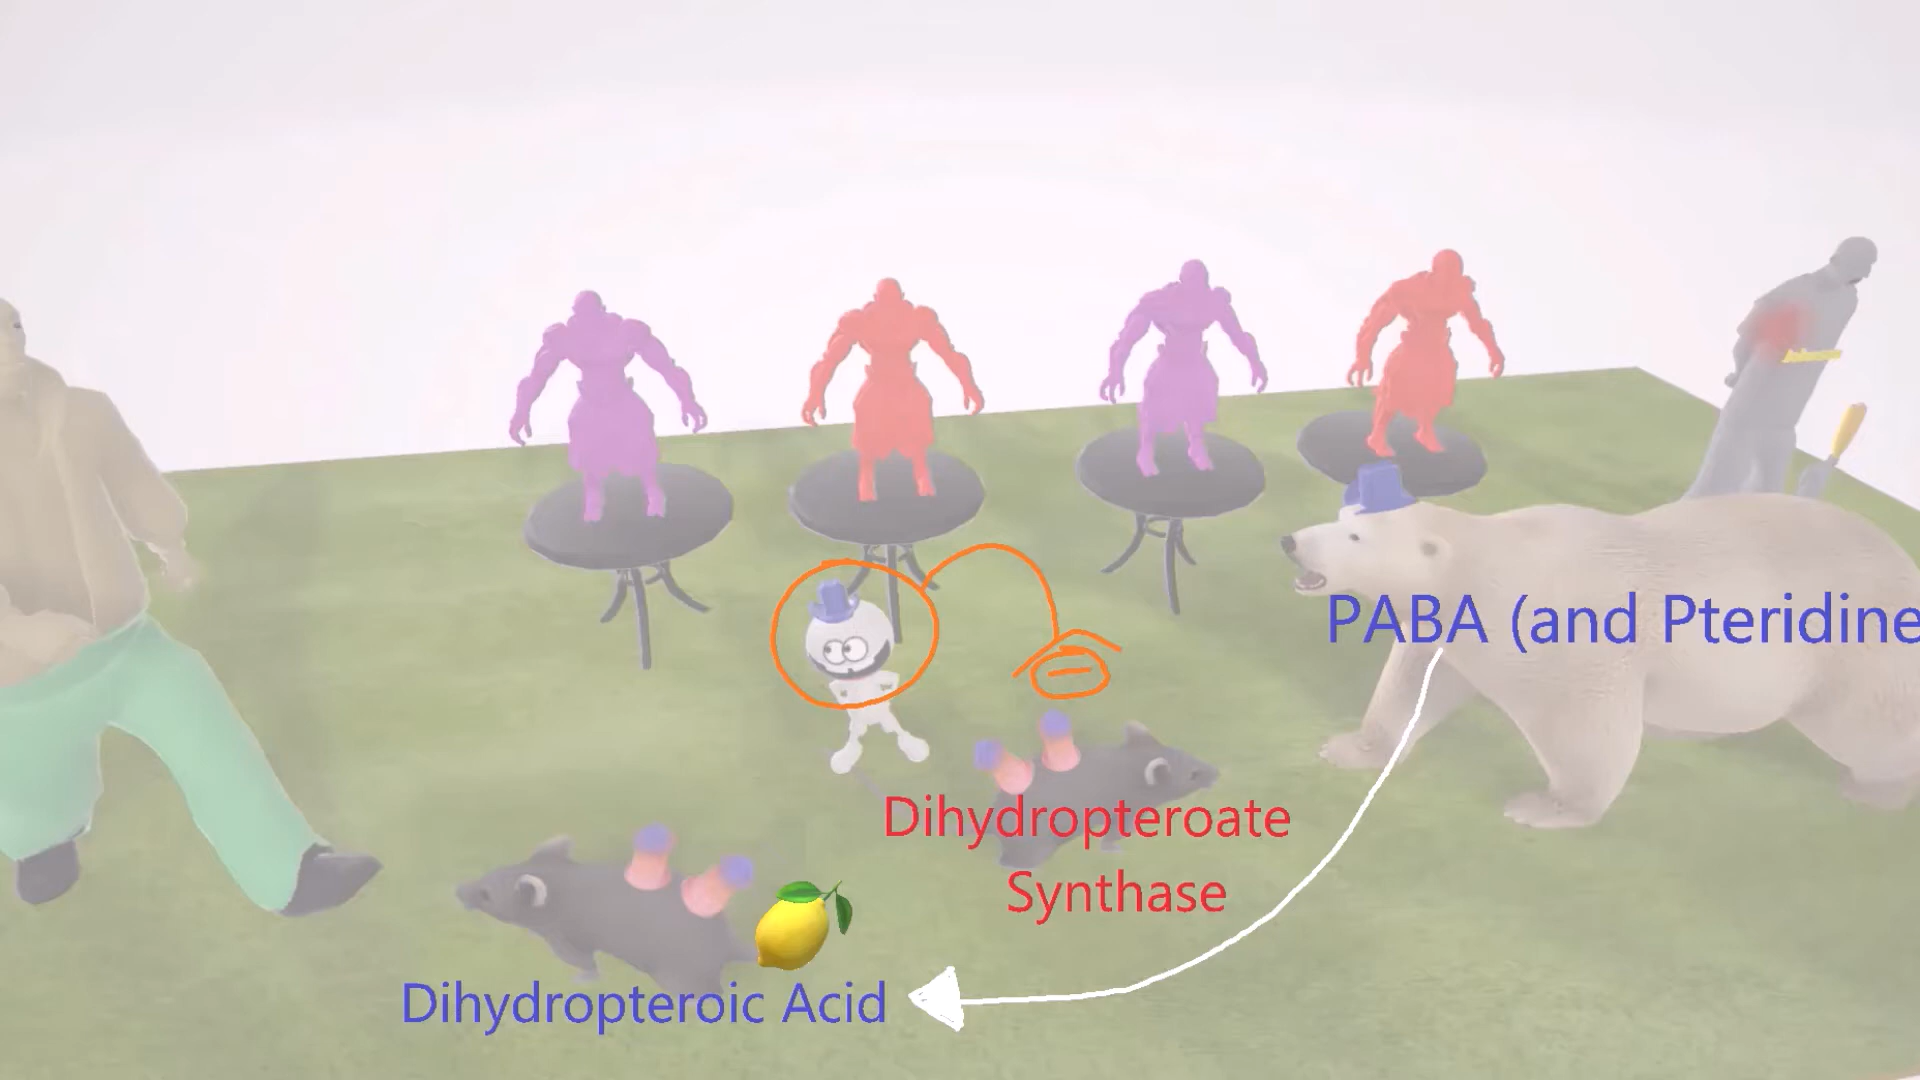 PABA (and Pteridine
Dihydropteroate
Synthase
Dihydropteroic Acid